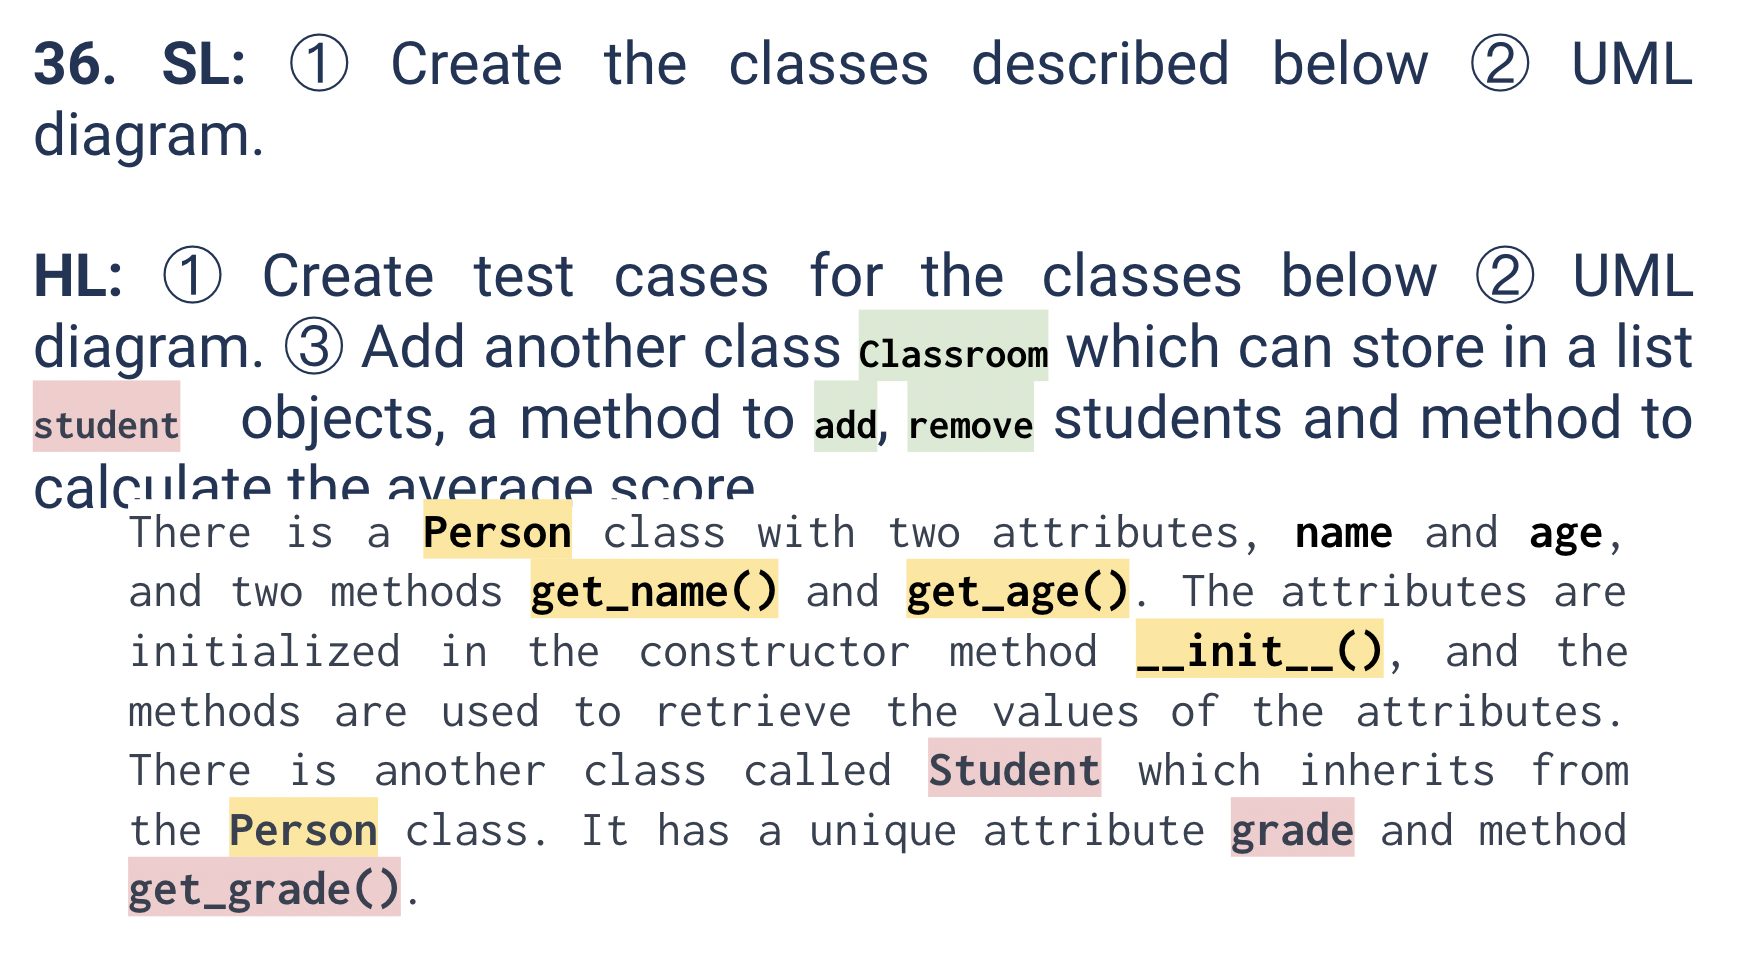 36. SL: ① Create the classes described below ② UML
diagram.
HL: ① Create test cases for the classes below ② UML
diagram. ③ Add another class Classroom which can store in a list
student objects, a method to add, remove students and method to
calculate the average score
There is a Person class with two attributes, name and age,
and two methods get_name() and get_age(). The attributes are
initialized in the constructor method __init__(), and the
methods are used to retrieve the values of the attributes.
There is another class called Student which inherits from
the Person class. It has a unique attribute grade and method
get_grade().